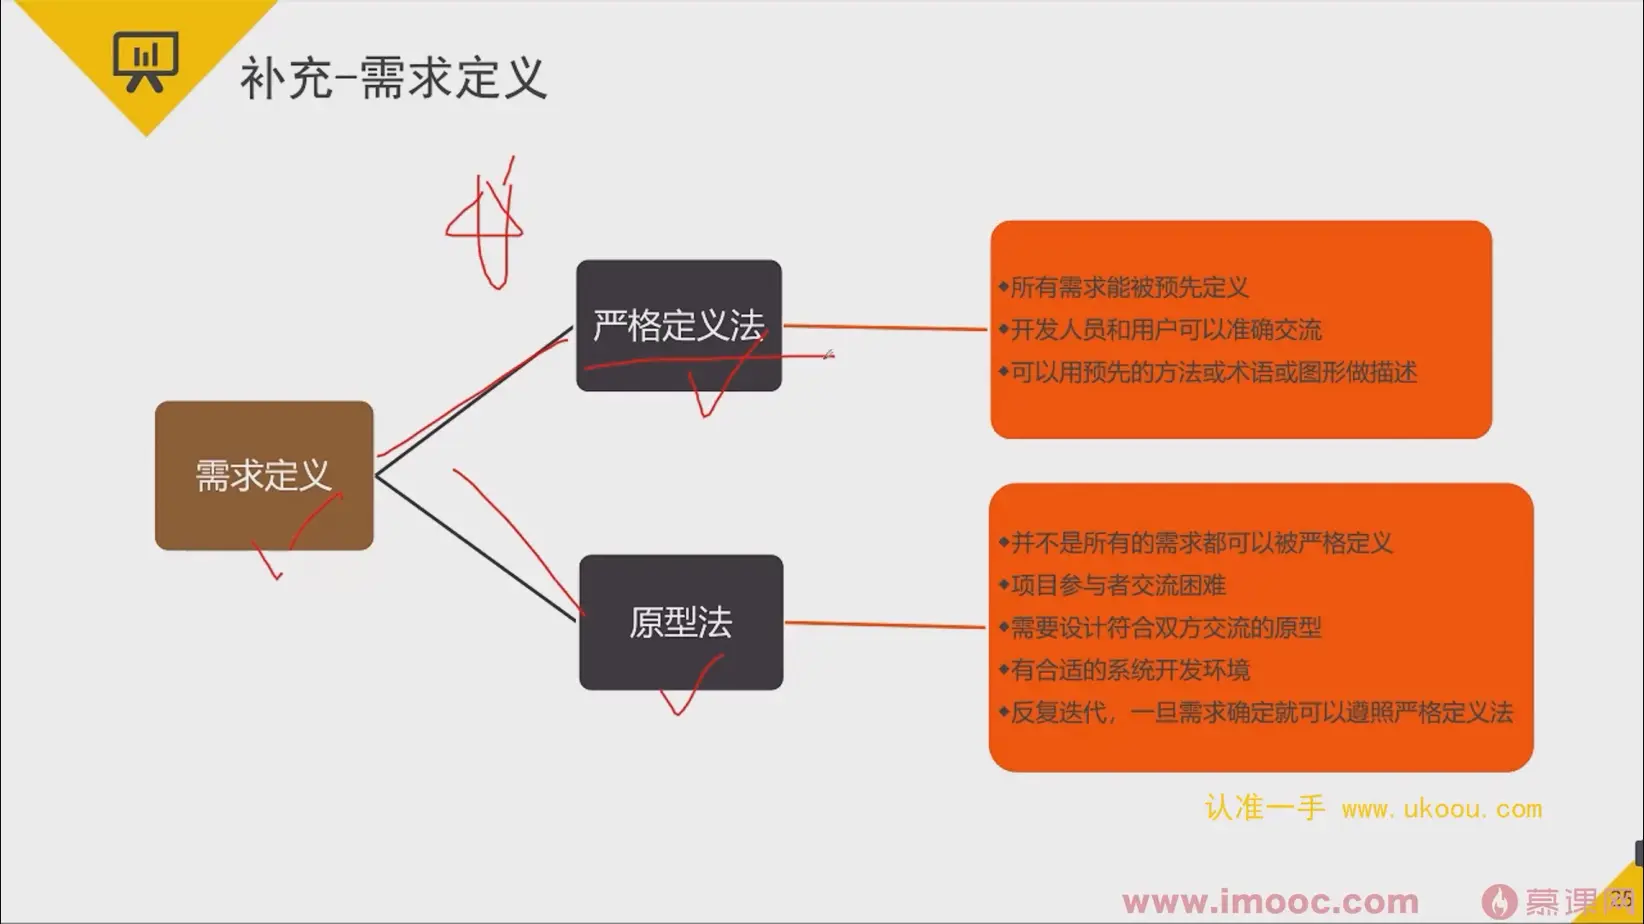 补充-需求定义
严格定义法
◆所有需求能被预先定义
◆开发人员和用户可以准确交流
◆可以用预先的方法或术语或图形做描述
需求定义
原型法
◆并不是所有的需求都可以被严格定义
◆项目参与者交流困难
◆需要设计符合双方交流的原型
◆有合适的系统开发环境
◆反复迭代，一旦需求确定就可以遵照严格定义法
认准一手 www.ukoou.com
www.imooc.com
慕课网
25